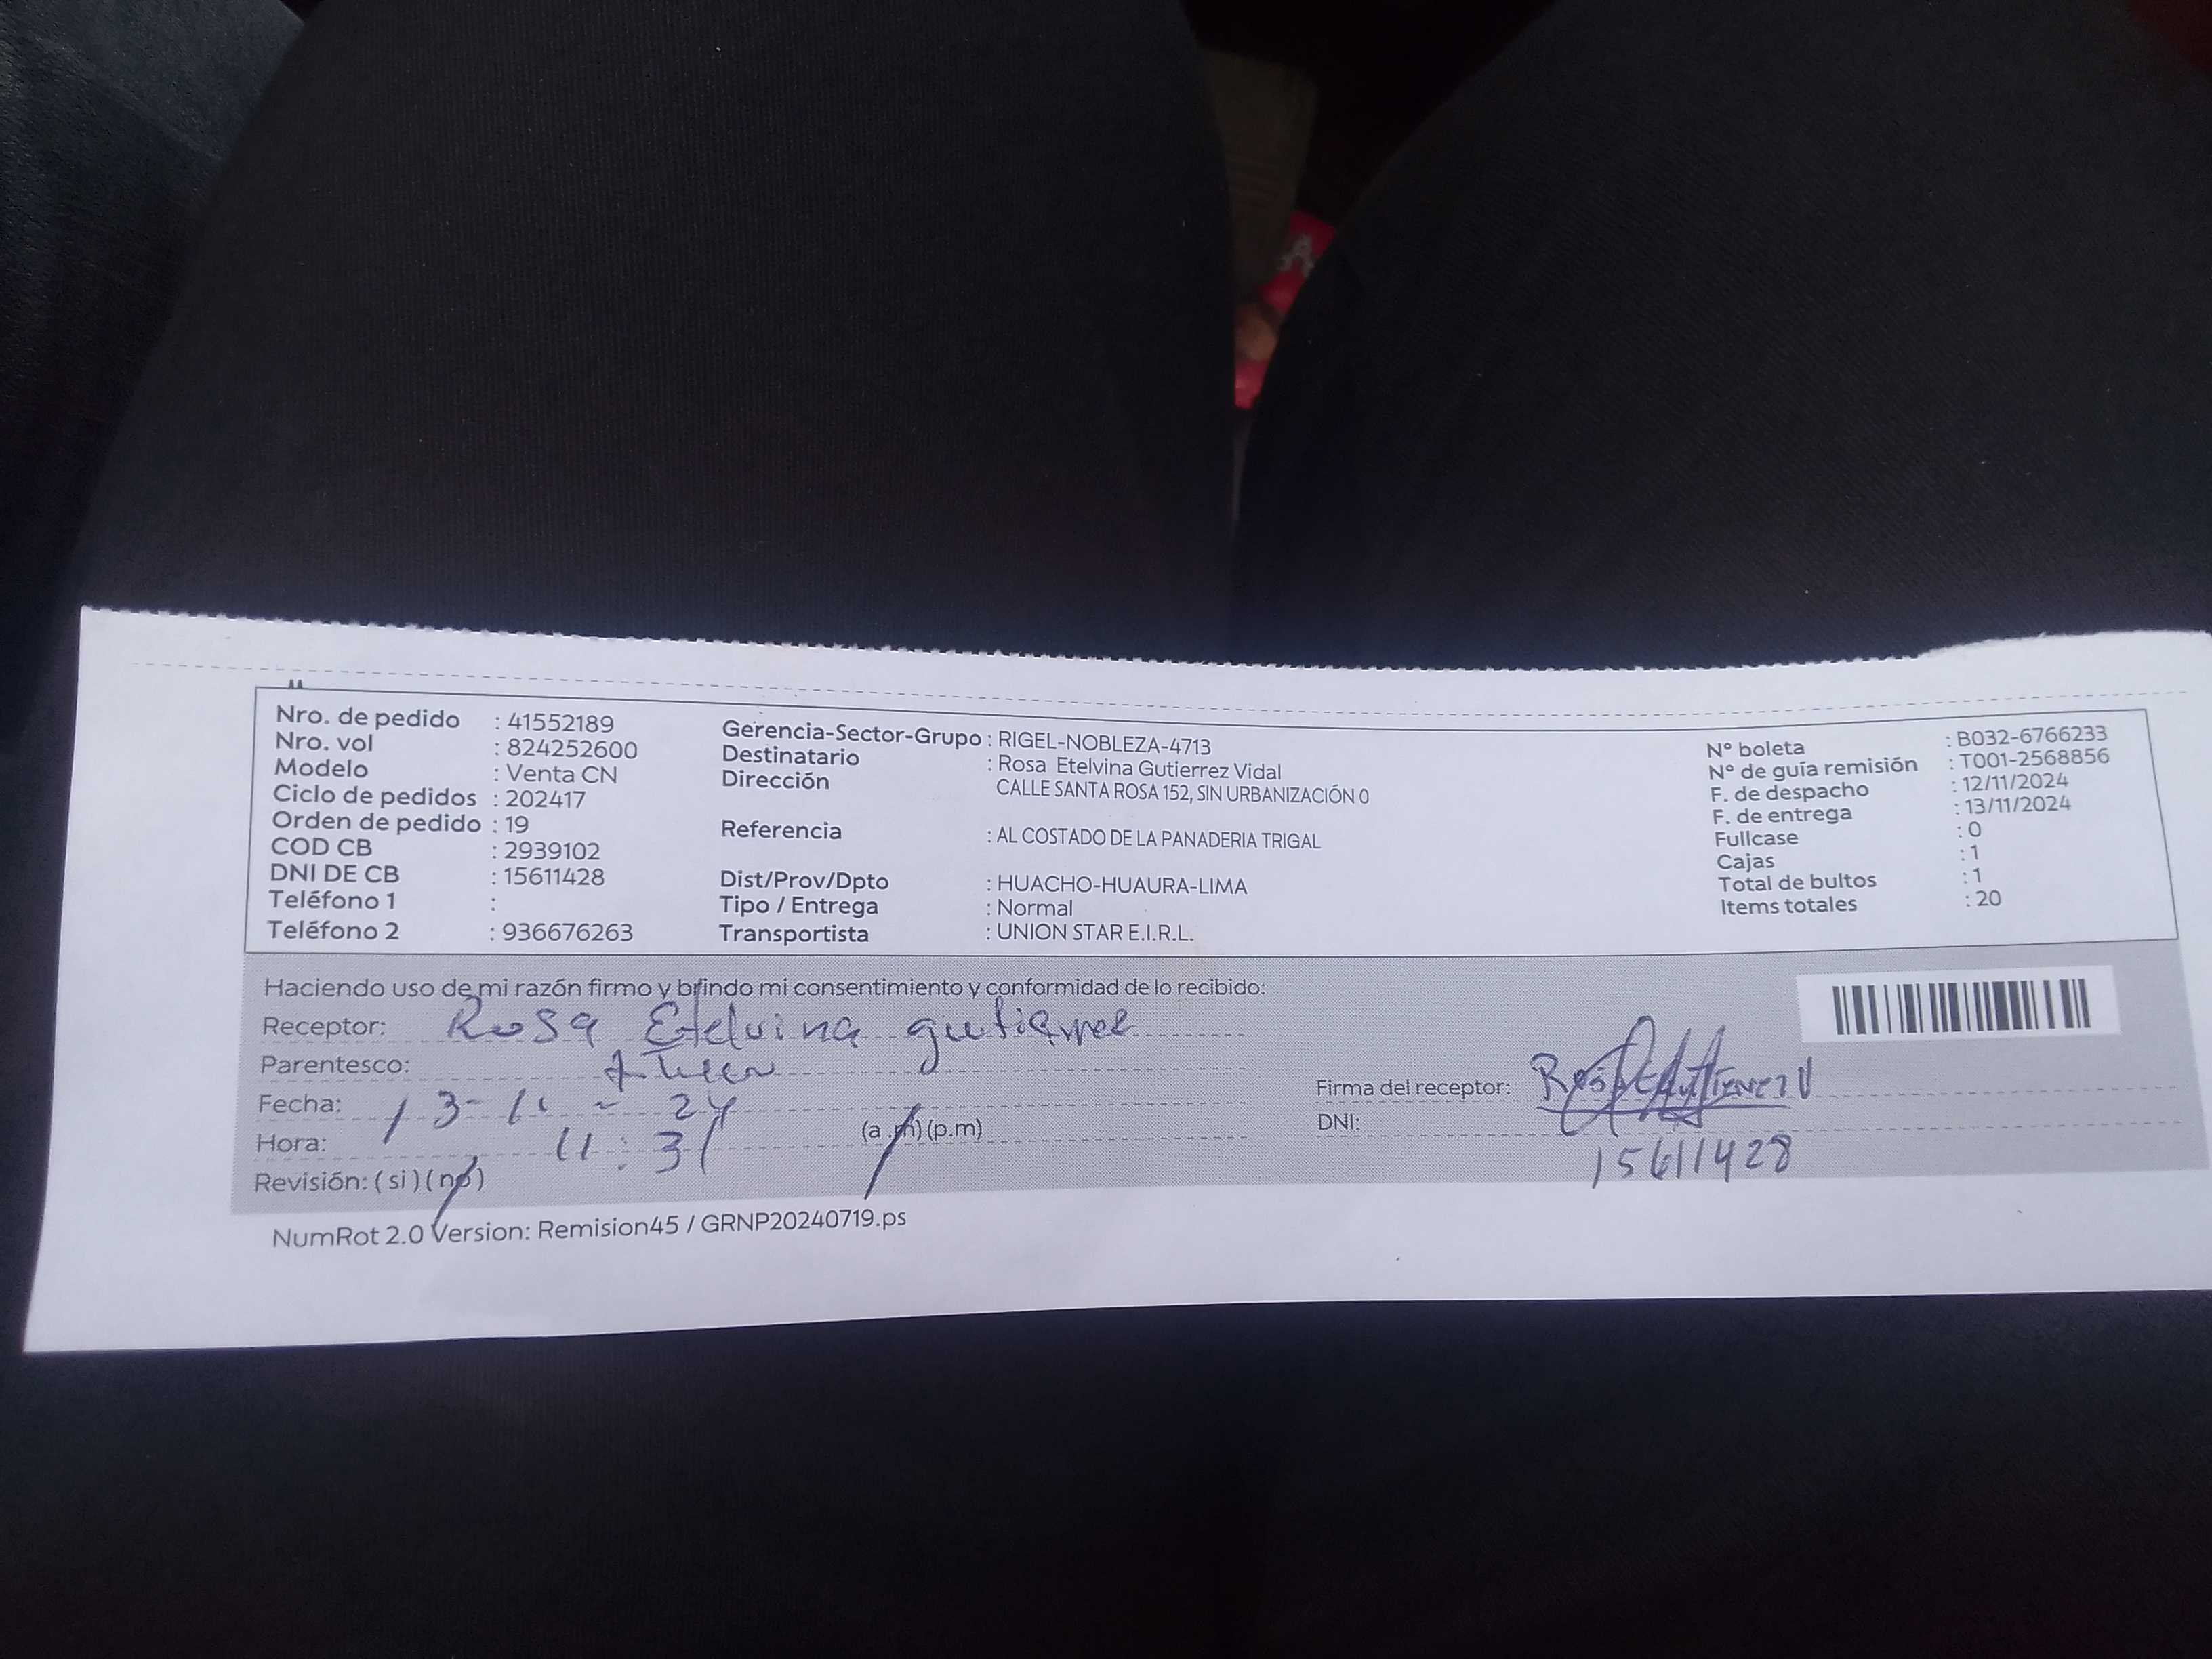 Nro. de pedido : 41552189
Nro. vol : 824252600
Modelo : Venta CN
Ciclo de pedidos : 202417
Orden de pedido : 19
COD CB : 2939102
DNI DE CB : 15611428
Teléfono 1 :
Teléfono 2 : 936676263
Gerencia-Sector-Grupo : RIGEL-NOBLEZA-4713
Destinatario : Rosa Etelvina Gutierrez Vidal
Dirección CALLE SANTA ROSA 152, SIN URBANIZACIÓN 0
Referencia : AL COSTADO DE LA PANADERIA TRIGAL
Dist/Prov/Dpto : HUACHO-HUAURA-LIMA
Tipo / Entrega : Normal
Transportista : UNION STAR E.I.R.L.
N° boleta : B032-6766233
N° de guía remisión : T001-2568856
F. de despacho : 12/11/2024
F. de entrega : 13/11/2024
Fullcase : 0
Cajas : 1
Total de bultos : 1
Items totales : 20
Haciendo uso de mi razón firmo y brindo mi consentimiento y conformidad de lo recibido:
Receptor: Rosa Etelvina gutierrez
Parentesco:
Fecha: 13-11-24
Hora: 11:31 (a.m) (p.m)
Revisión: ( si ) ( no )
Firma del receptor: Rosa E Gutierrez V
DNI: 15611428
NumRot 2.0 Version: Remision45 / GRNP20240719.ps
A